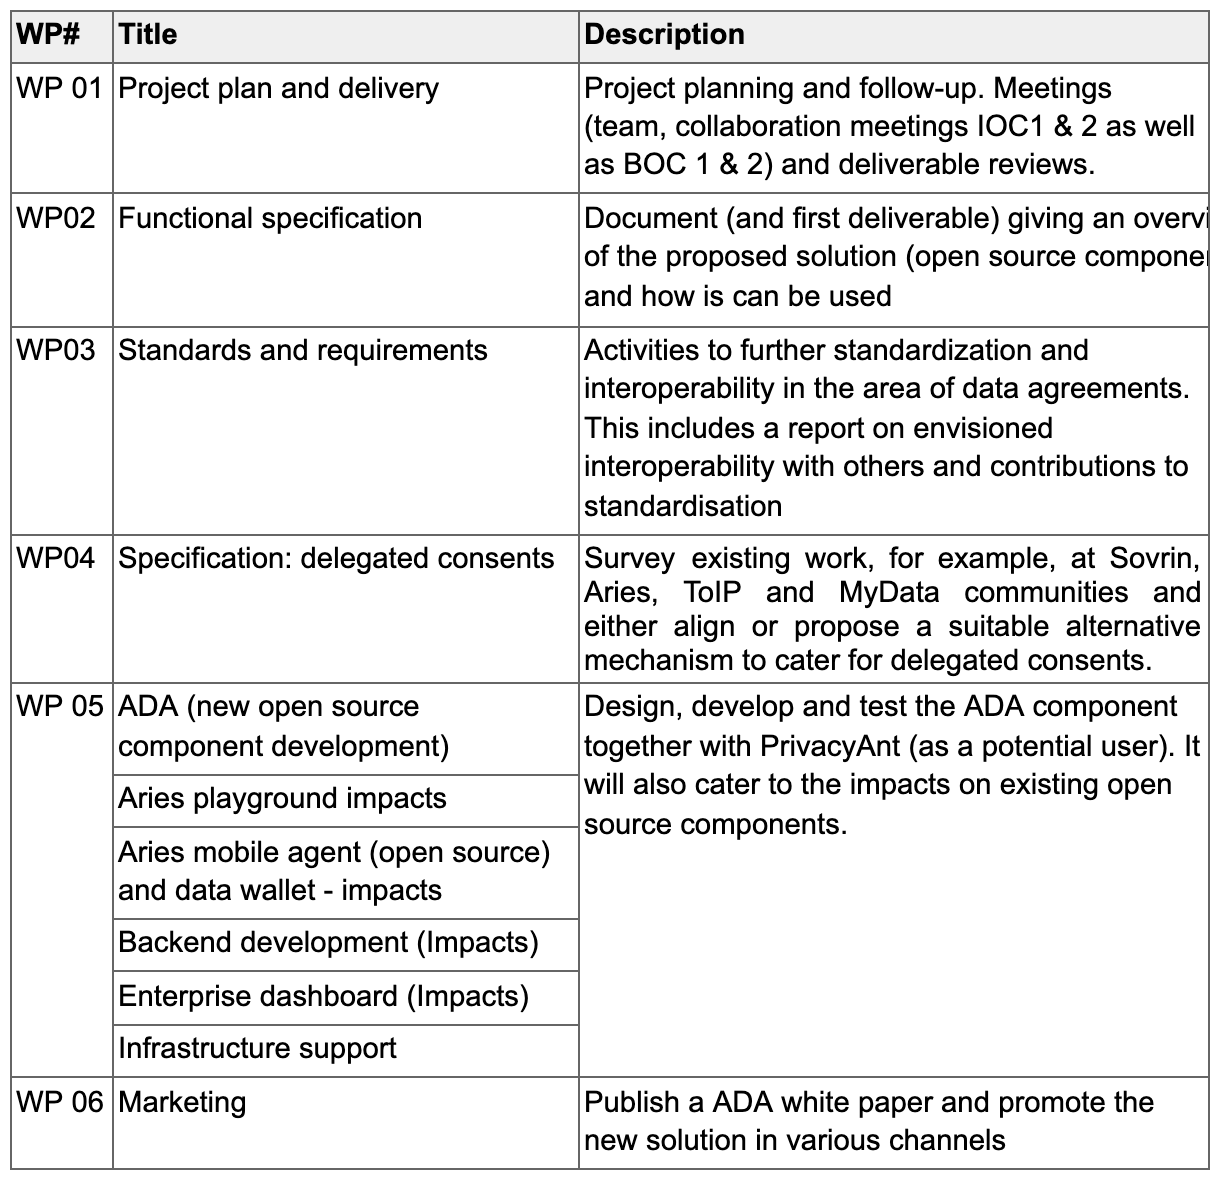 WP# Title Description
WP 01 Project plan and delivery Project planning and follow-up. Meetings
(team, collaboration meetings IOC1 & 2 as well
as BOC 1 & 2) and deliverable reviews.
WP02 Functional specification Document (and first deliverable) giving an overvi
of the proposed solution (open source compone
and how is can be used
WP03 Standards and requirements Activities to further standardization and
interoperability in the area of data agreements.
This includes a report on envisioned
interoperability with others and contributions to
standardisation
WP04 Specification: delegated consents Survey existing work, for example, at Sovrin,
Aries, ToIP and MyData communities and
either align or propose a suitable alternative
mechanism to cater for delegated consents.
WP 05 ADA (new open source
component development)
Aries playground impacts
Aries mobile agent (open source)
and data wallet - impacts
Backend development (Impacts)
Enterprise dashboard (Impacts)
Infrastructure support
Design, develop and test the ADA component
together with PrivacyAnt (as a potential user). It
will also cater to the impacts on existing open
source components.
WP 06 Marketing Publish a ADA white paper and promote the
new solution in various channels